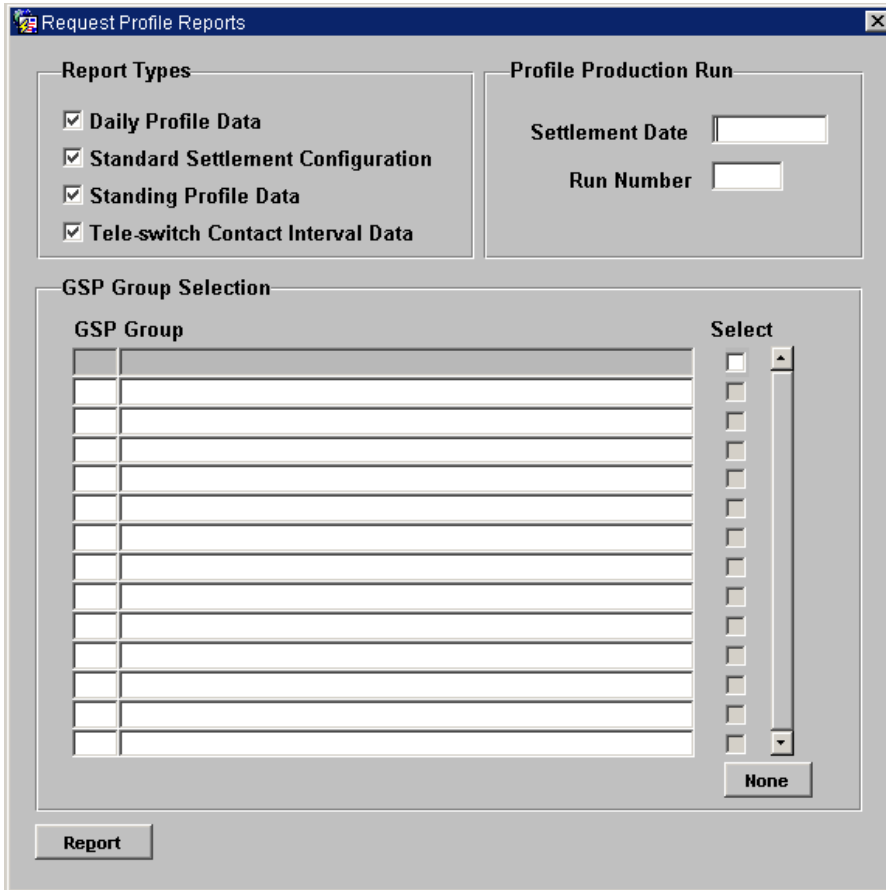 Request Profile Reports
Report Types
Daily Profile Data
Standard Settlement Configuration
Standing Profile Data
Tele-switch Contact Interval Data
Profile Production Run
Settlement Date
Run Number
GSP Group Selection
GSP Group Select
None
Report